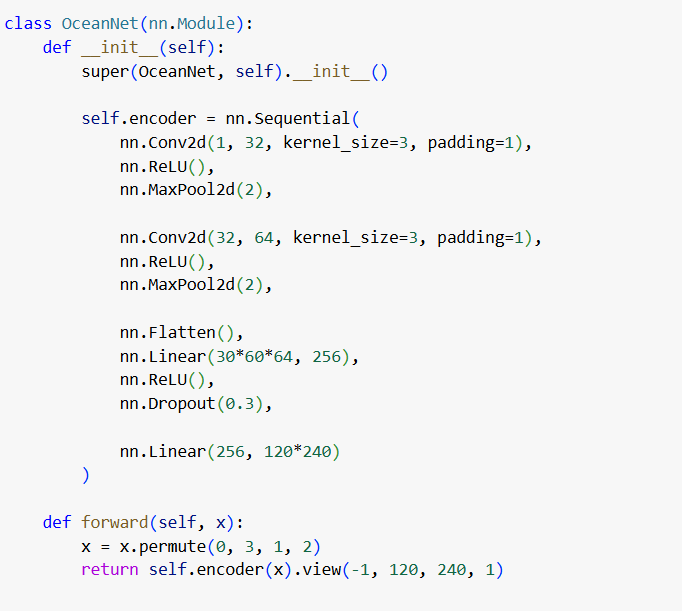 class OceanNet(nn.Module):
    def __init__(self):
        super(OceanNet, self).__init__()

        self.encoder = nn.Sequential(
            nn.Conv2d(1, 32, kernel_size=3, padding=1),
            nn.ReLU(),
            nn.MaxPool2d(2),

            nn.Conv2d(32, 64, kernel_size=3, padding=1),
            nn.ReLU(),
            nn.MaxPool2d(2),

            nn.Flatten(),
            nn.Linear(30*60*64, 256),
            nn.ReLU(),
            nn.Dropout(0.3),

            nn.Linear(256, 120*240)
        )

    def forward(self, x):
        x = x.permute(0, 3, 1, 2)
        return self.encoder(x).view(-1, 120, 240, 1)